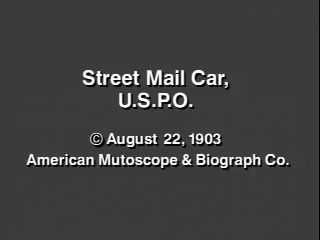 Street Mail Car,
U.S.P.O.
© August 22, 1903
American Mutoscope & Biograph Co.